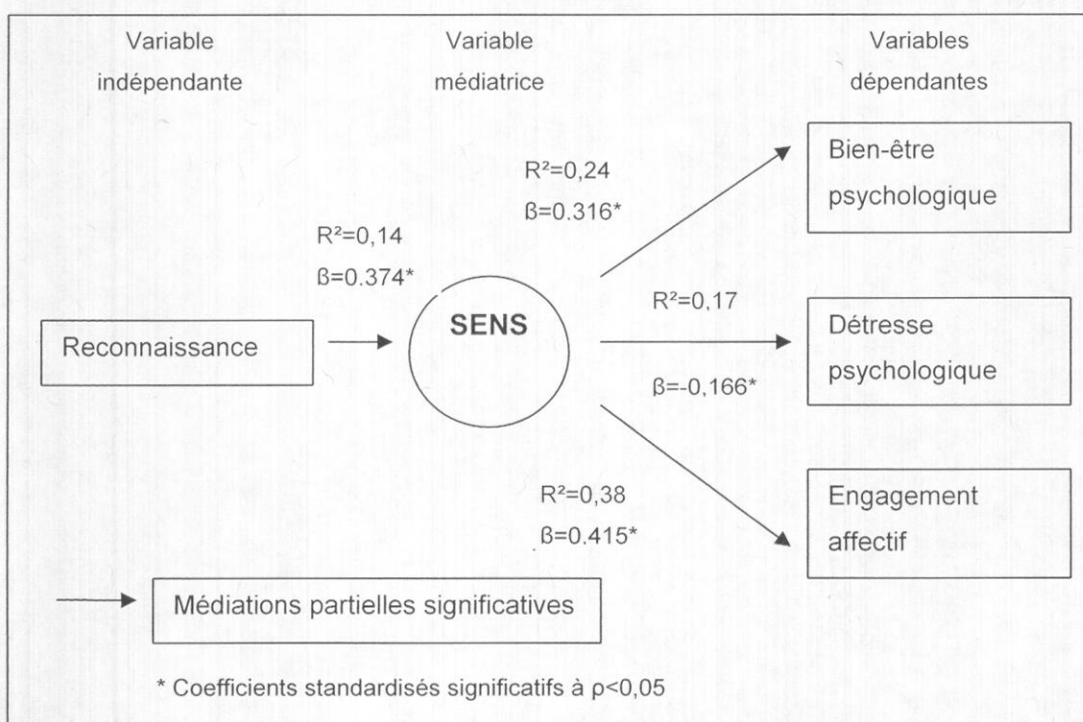 Variable
indépendante
Variable
médiatrice
Variables
dépendantes
R²=0,24
ß=0.316*
Bien-être
psychologique
R²=0,14
ß=0.374*
Reconnaissance
SENS
R²=0,17
ß=-0,166*
Détresse
psychologique
R²=0,38
ß=0.415*
Engagement
affectif
Médiations partielles significatives
* Coefficients standardisés significatifs à ρ<0,05